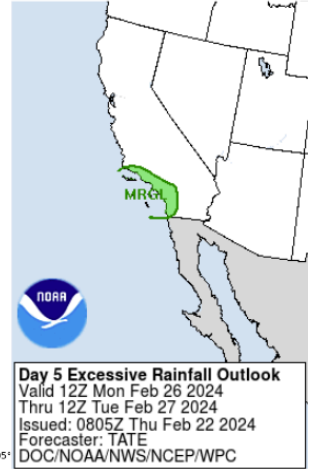 MRGL
NOAA
Day 5 Excessive Rainfall Outlook
Valid 12Z Mon Feb 26 2024
Thru 12Z Tue Feb 27 2024
Issued: 0805Z Thu Feb 22 2024
Forecaster: TATE
DOC/NOAA/NWS/NCEP/WPC